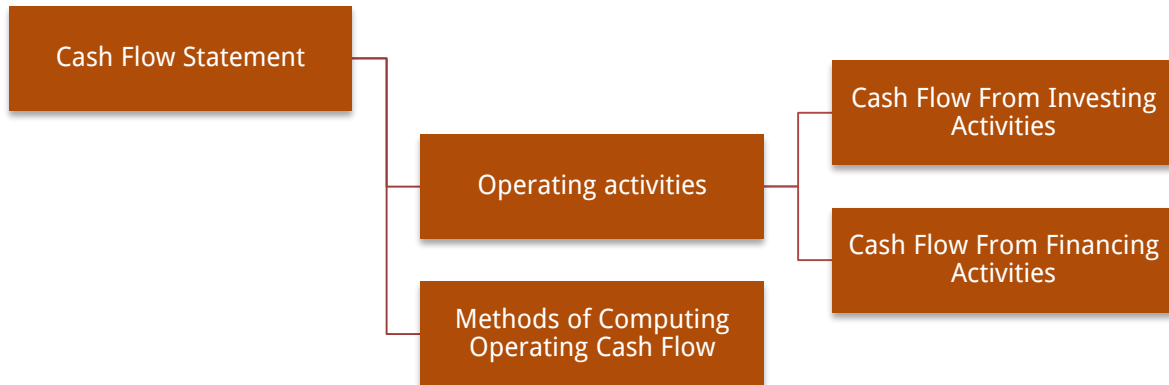 Cash Flow Statement
Cash Flow From Investing
Activities
Operating activities
Cash Flow From Financing
Activities
Methods of Computing
Operating Cash Flow